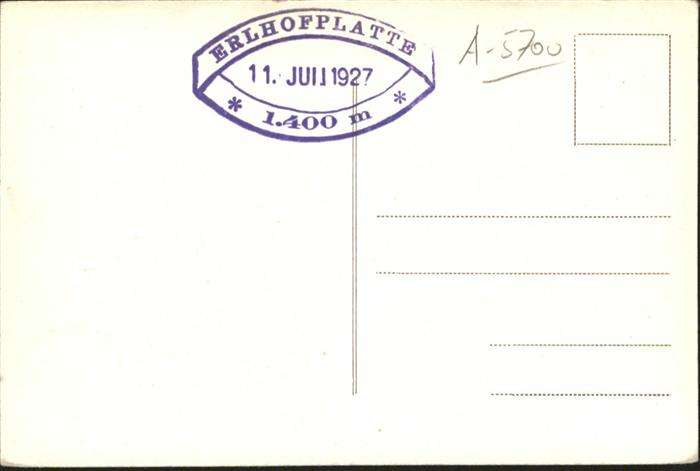 ERLHOFPLATTE
A-5700
11. JULI 1927
* 1.400 m *